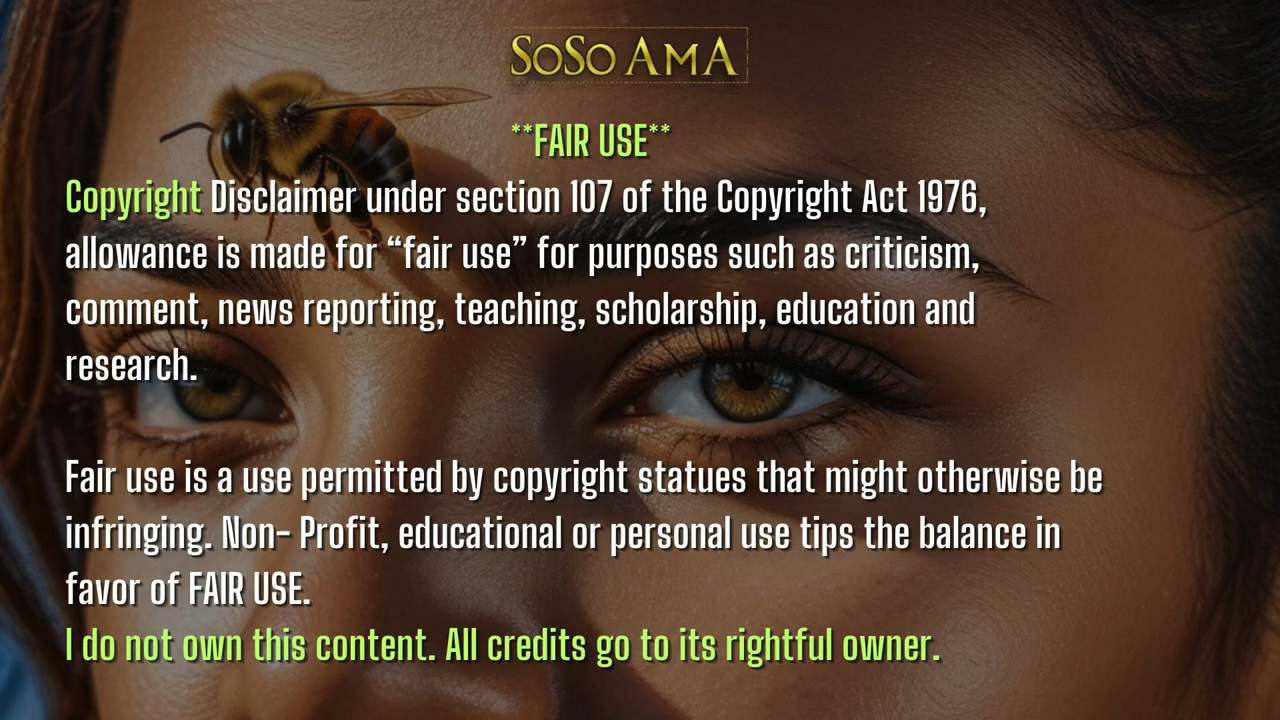 SoSo AmA
**FAIR USE**
Copyright Disclaimer under section 107 of the Copyright Act 1976,
allowance is made for “fair use” for purposes such as criticism,
comment, news reporting, teaching, scholarship, education and
research.
Fair use is a use permitted by copyright statues that might otherwise be
infringing. Non- Profit, educational or personal use tips the balance in
favor of FAIR USE.
I do not own this content. All credits go to its rightful owner.